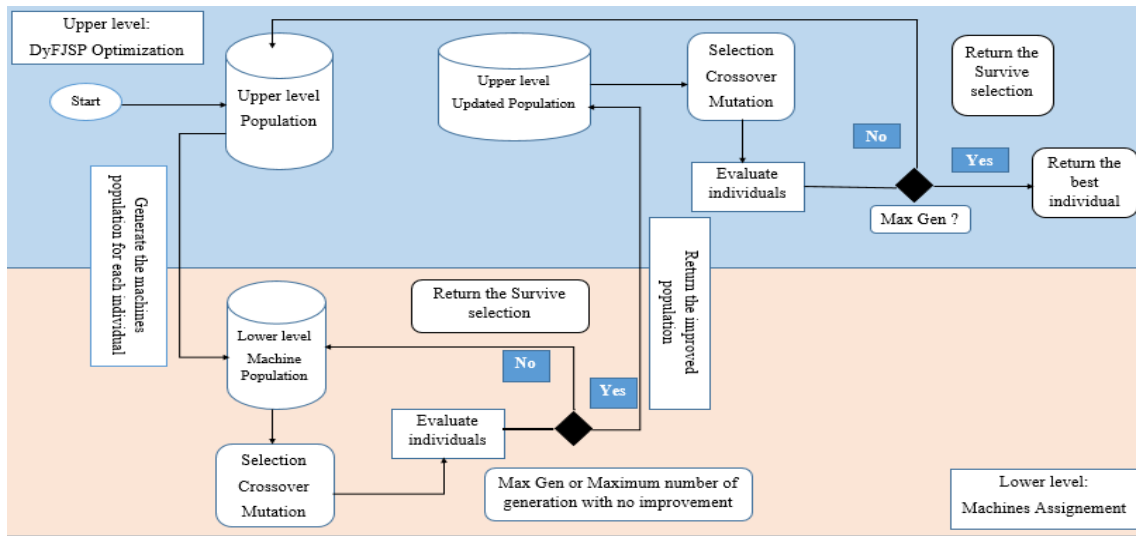 Upper level:
DyFJSP Optimization
Start
Upper level
Population
Upper level
Updated Population
Selection
Crossover
Mutation
Return the
Survive
selection
No
Yes
Evaluate
individuals
Return the
best
individual
Max Gen ?
Generate the machines
population for each individual
Return the improved
population
Return the Survive
selection
Lower level
Machine
Population
No
Yes
Evaluate
individuals
Selection
Crossover
Mutation
Max Gen or Maximum number of
generation with no improvement
Lower level:
Machines Assignement